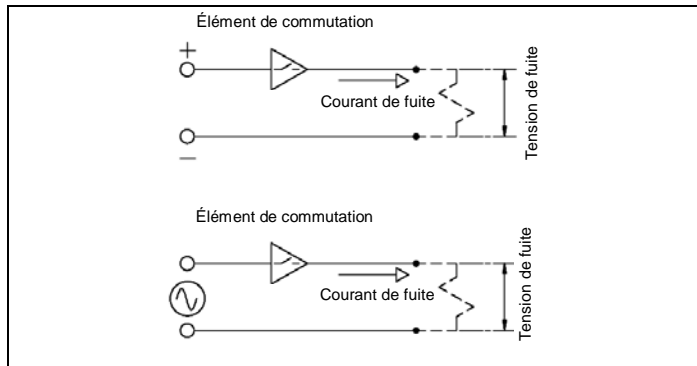 Élément de commutation
+
Courant de fuite
Tension de fuite
−
Élément de commutation
Courant de fuite
Tension de fuite